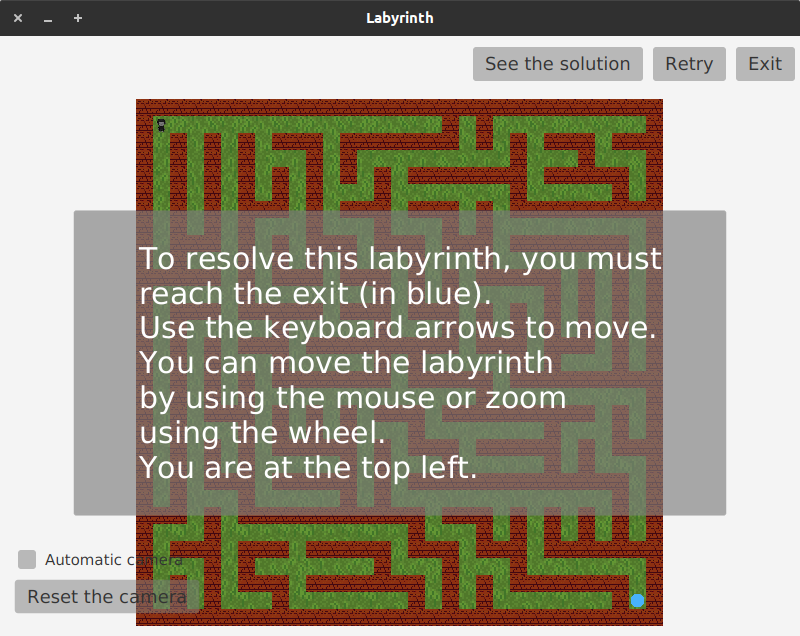 Labyrinth
See the solution
Retry
Exit
To resolve this labyrinth, you must
reach the exit (in blue).
Use the keyboard arrows to move.
You can move the labyrinth
by using the mouse or zoom
using the wheel.
You are at the top left.
Automatic camera
Reset the camera